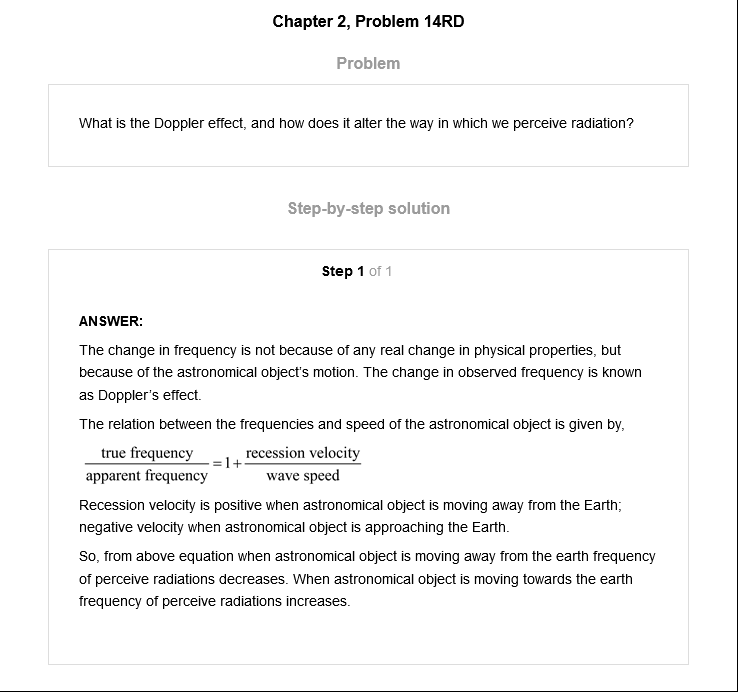 Chapter 2, Problem 14RD
Problem
What is the Doppler effect, and how does it alter the way in which we perceive radiation?
Step-by-step solution
Step 1 of 1
ANSWER:
The change in frequency is not because of any real change in physical properties, but
because of the astronomical object's motion. The change in observed frequency is known
as Doppler's effect.
The relation between the frequencies and speed of the astronomical object is given by,
true frequency / apparent frequency = 1 + recession velocity / wave speed
Recession velocity is positive when astronomical object is moving away from the Earth;
negative velocity when astronomical object is approaching the Earth.
So, from above equation when astronomical object is moving away from the earth frequency
of perceive radiations decreases. When astronomical object is moving towards the earth
frequency of perceive radiations increases.